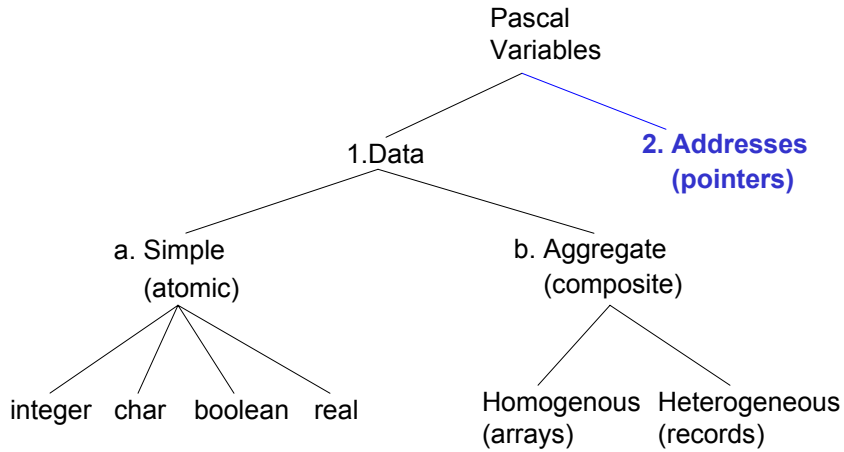 Pascal
Variables
1.Data
2. Addresses
(pointers)
a. Simple
(atomic)
b. Aggregate
(composite)
integer char boolean real
Homogenous
(arrays)
Heterogeneous
(records)